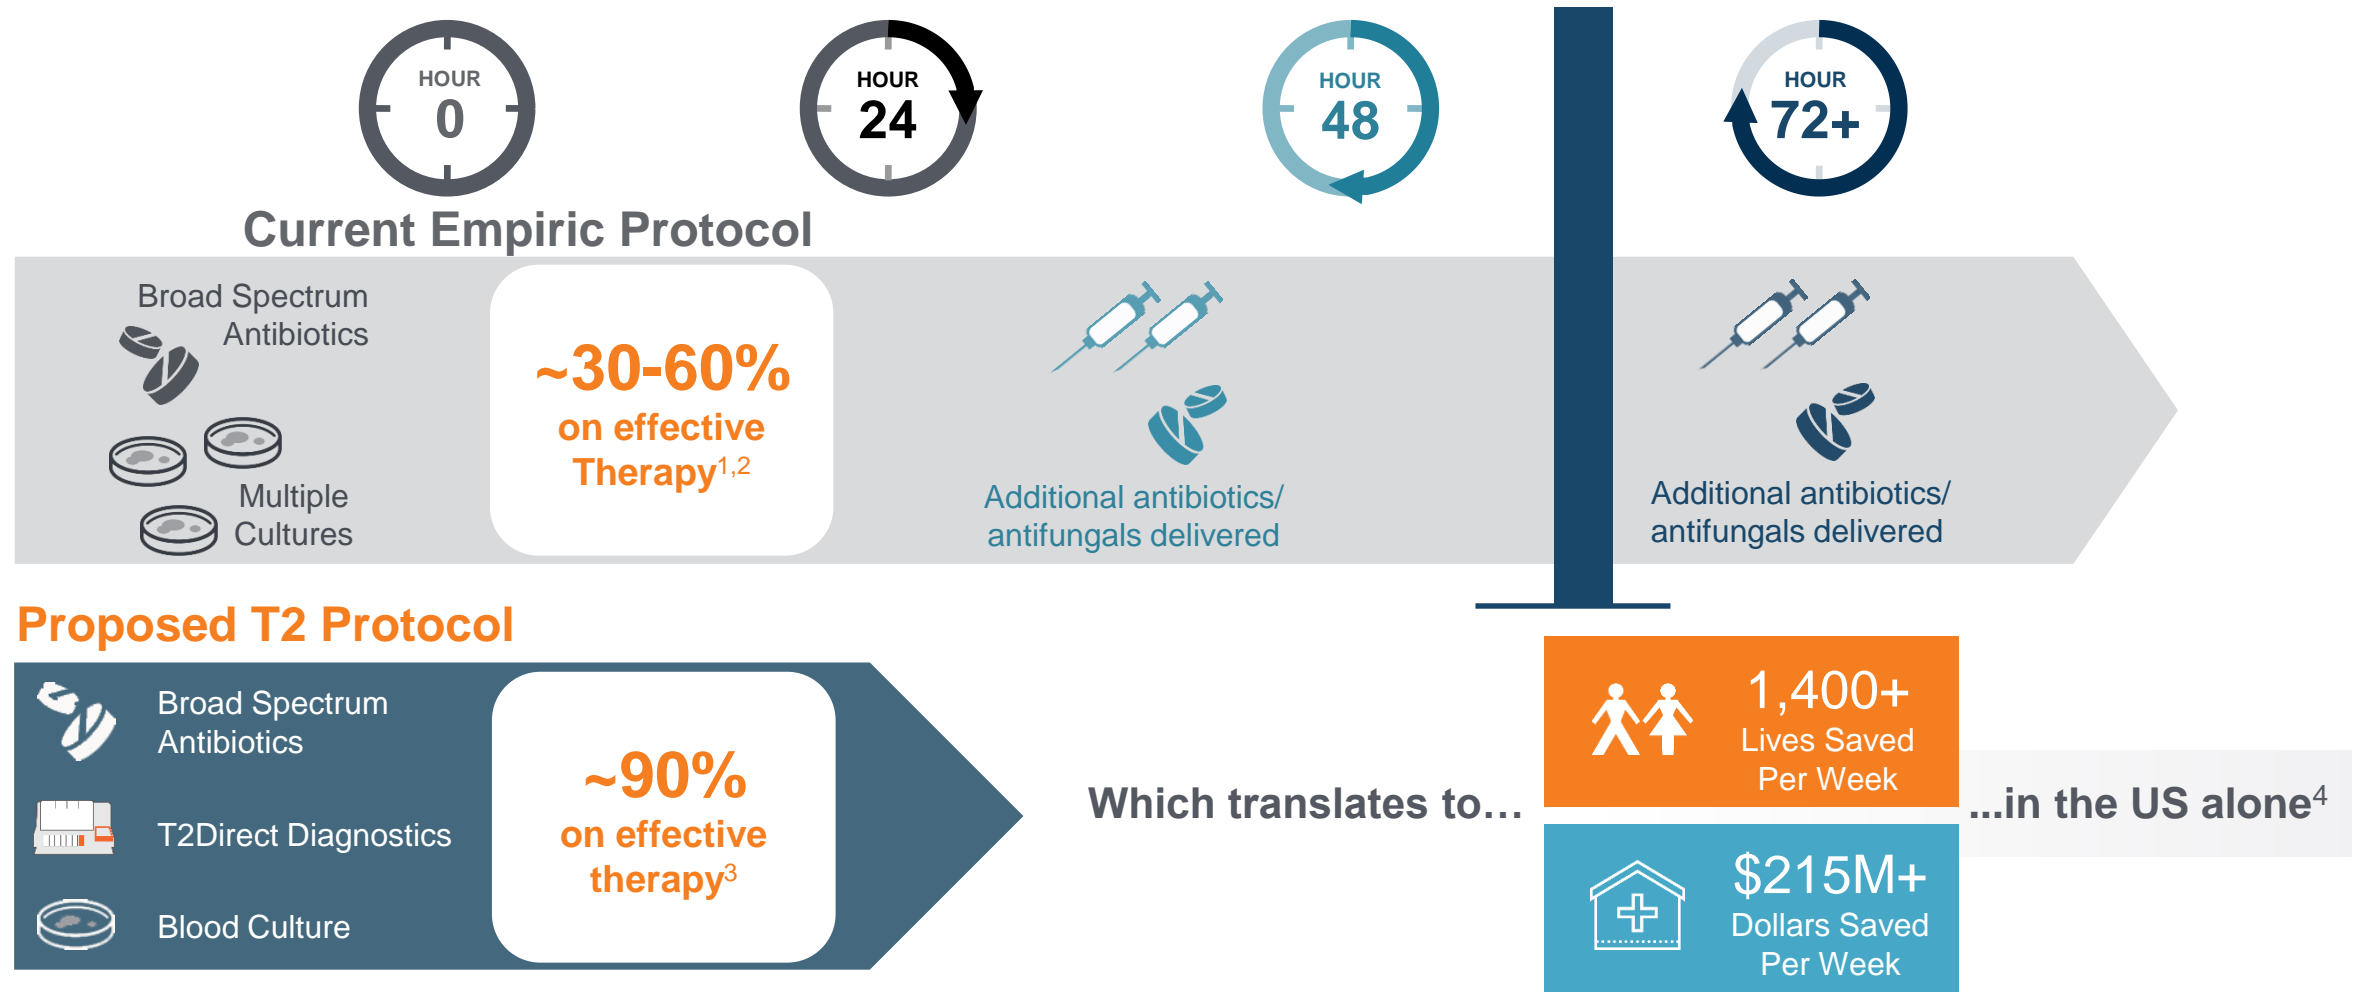 HOUR
0
HOUR
24
HOUR
48
HOUR
72+
Current Empiric Protocol
Broad Spectrum
Antibiotics
Multiple
Cultures
~30-60%
on effective
Therapy1,2
Additional antibiotics/
antifungals delivered
Additional antibiotics/
antifungals delivered
Proposed T2 Protocol
Broad Spectrum
Antibiotics
T2Direct Diagnostics
Blood Culture
~90%
on effective
therapy3
Which translates to…
1,400+
Lives Saved
Per Week
$215M+
Dollars Saved
Per Week
...in the US alone4